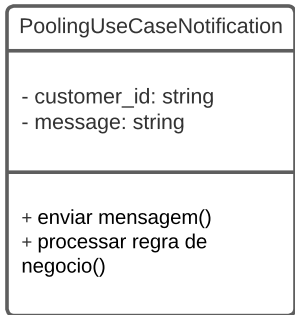 PoolingUseCaseNotification
- customer_id: string
- message: string
+ enviar mensagem()
+ processar regra de
negocio()